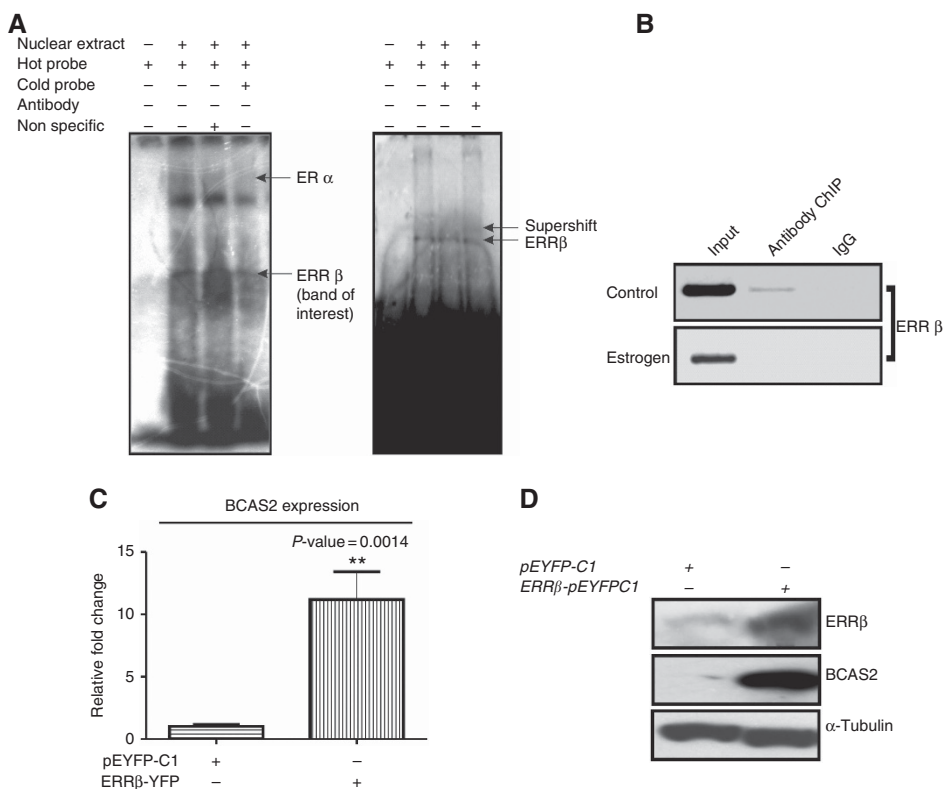 A
Nuclear extract – + + +
Hot probe + + + +
Cold probe – – – +
Antibody – – – –
Non specific – – + –
– + + +
+ + + +
– – + +
– – – +
– – – –
ER α
ERR β
(band of
interest)
Supershift
ERRβ
B
Input
Antibody ChIP
IgG
Control
Estrogen
ERR β
C
BCAS2 expression
P-value = 0.0014
**
Relative fold change
15
10
5
0
pEYFP-C1 + –
ERRβ-YFP – +
D
pEYFP-C1 + –
ERRβ-pEYFPC1 – +
ERRβ
BCAS2
α-Tubulin